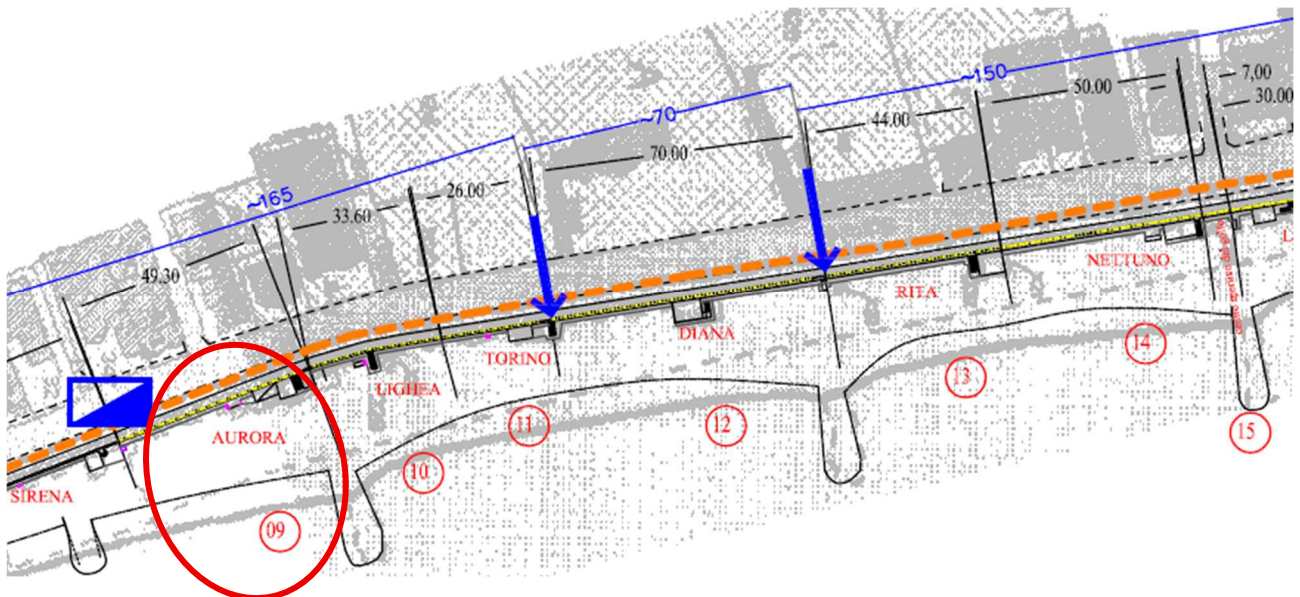 ~150
7,00
50.00
30.00
~70
44.00
70.00
~165
26.00
33.60
49.30
NETTUNO
RITA
DIANA
TORINO
LIGHEA
AURORA
SIRENA
14
13
12
15
11
10
09